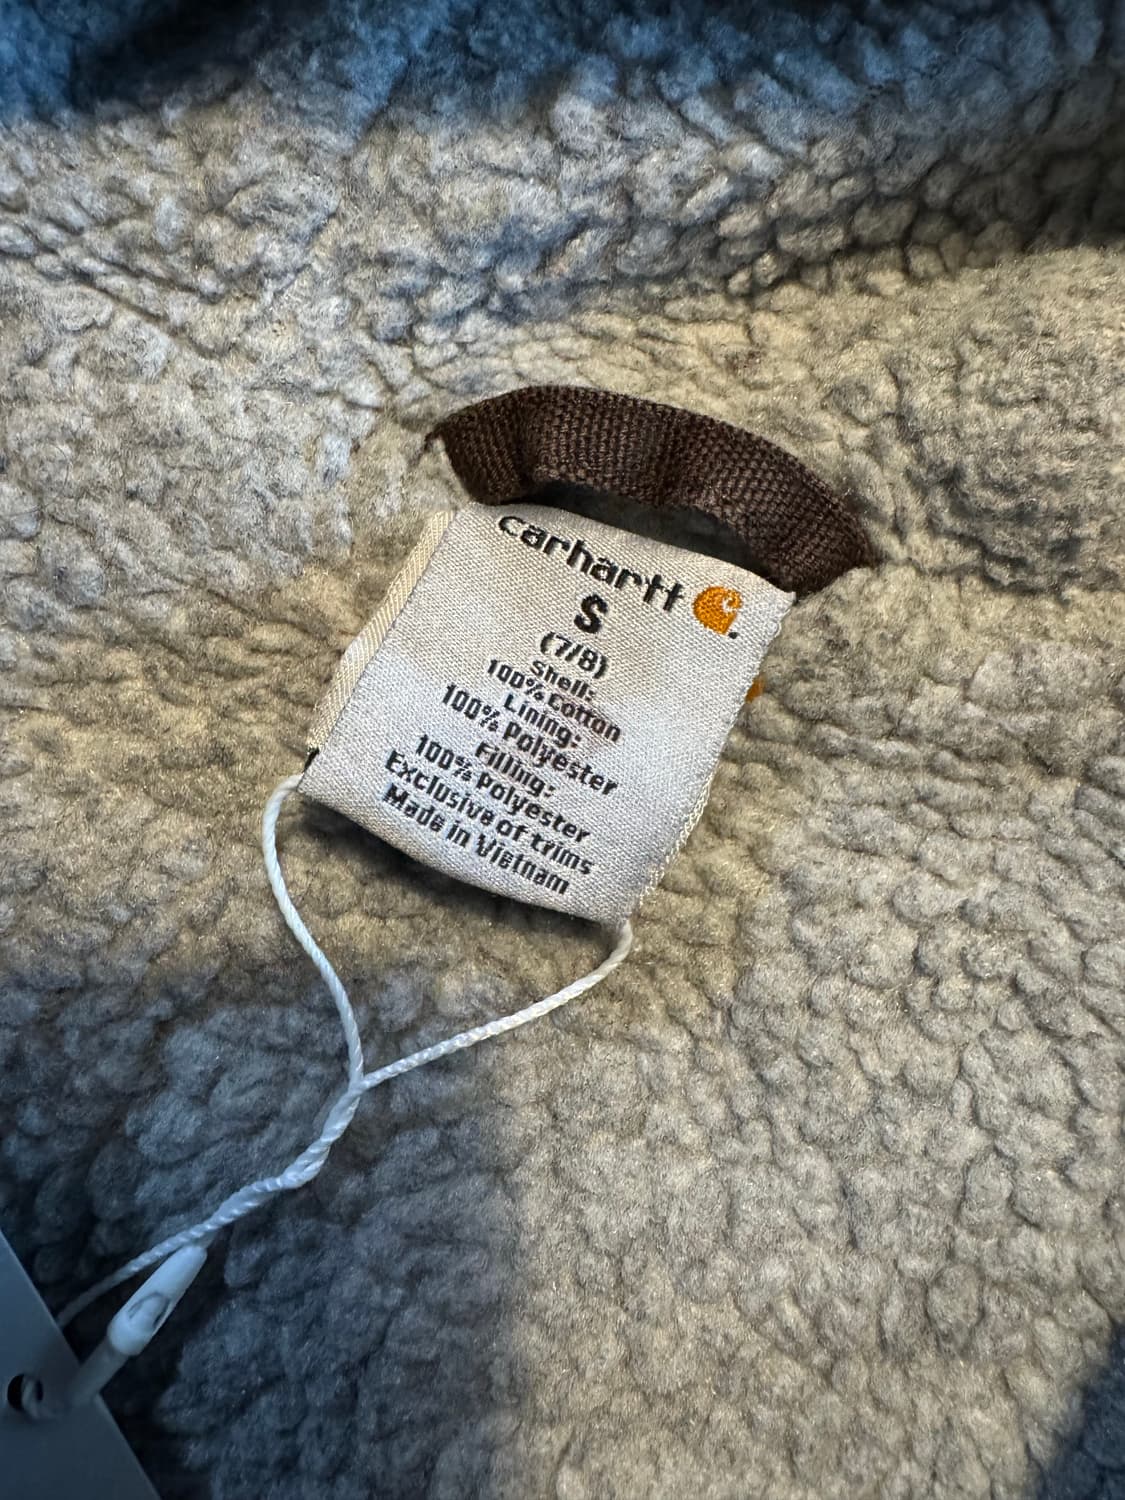 carhartt
S
(7/8)
Shell:
100% Cotton
Lining:
100% Polyester
Filling:
100% Polyester
Exclusive of trims
Made in Vietnam